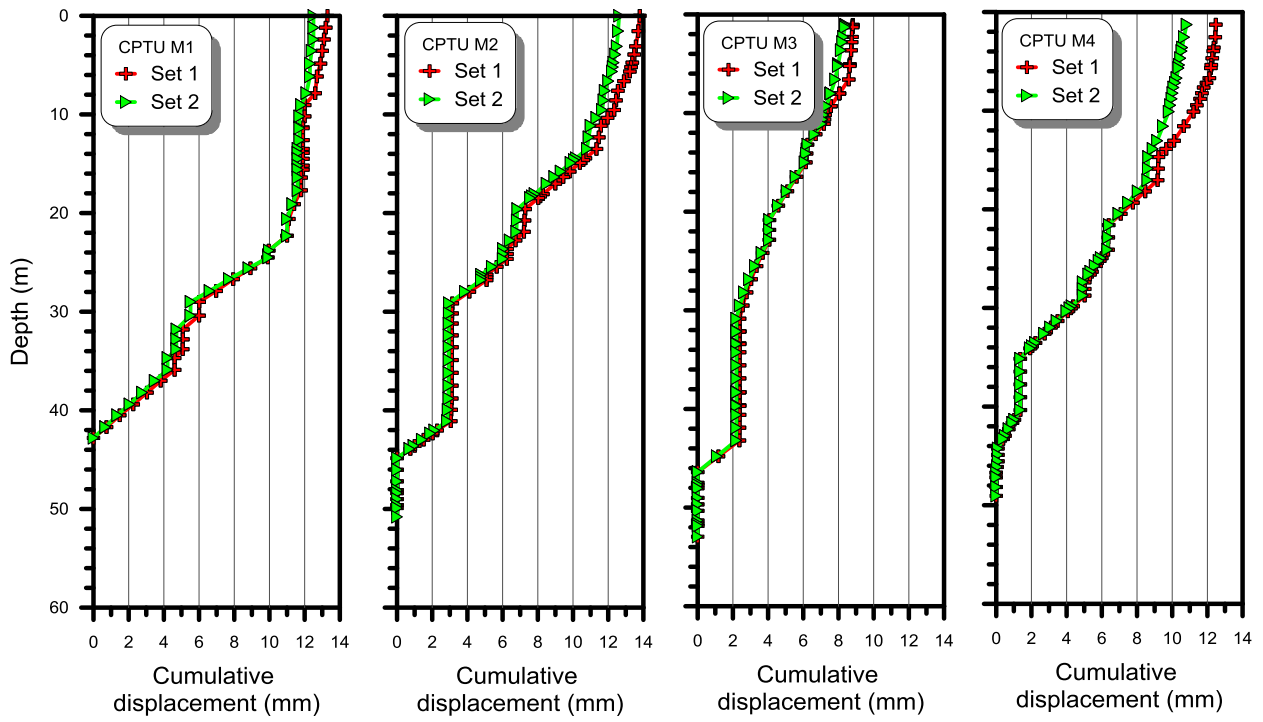 CPTU M1
Set 1
Set 2
CPTU M2
Set 1
Set 2
CPTU M3
Set 1
Set 2
CPTU M4
Set 1
Set 2
Depth (m)
0
10
20
30
40
50
60
0 2 4 6 8 10 12 14
0 2 4 6 8 10 12 14
0 2 4 6 8 10 12 14
0 2 4 6 8 10 12 14
Cumulative
displacement (mm)
Cumulative
displacement (mm)
Cumulative
displacement (mm)
Cumulative
displacement (mm)